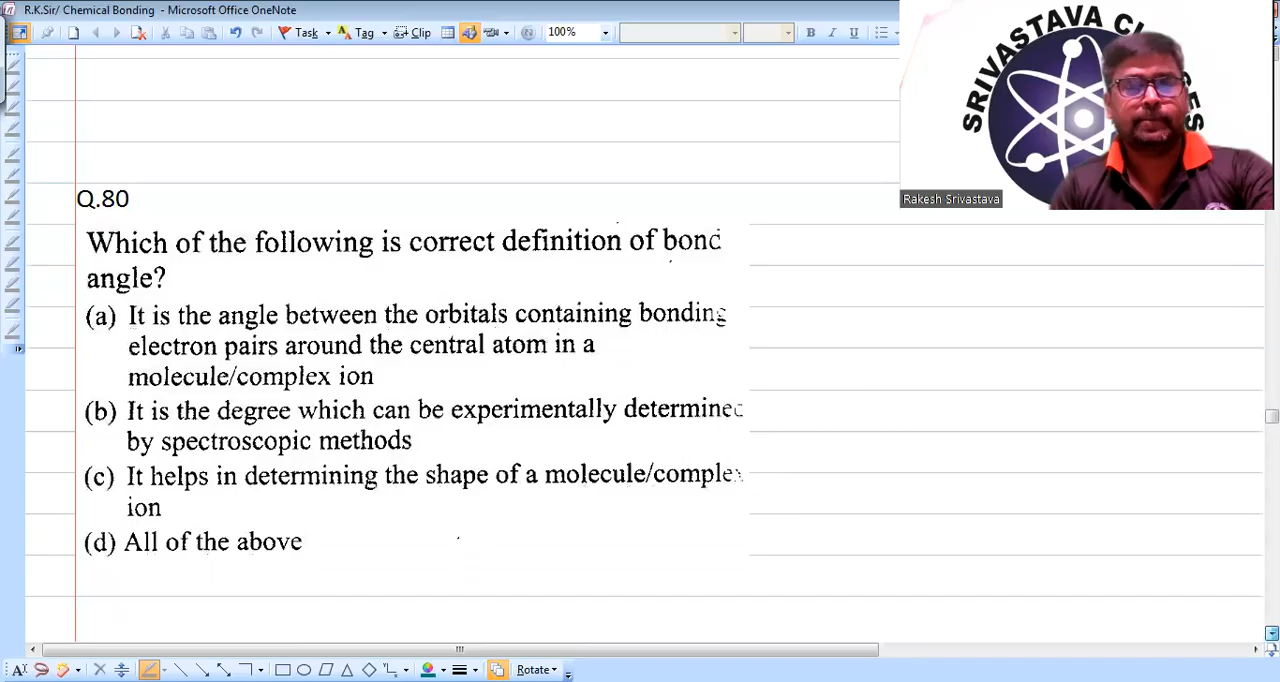 R.K.Sir/ Chemical Bonding - Microsoft Office OneNote
Task
Tag
Clip
100%
B I U
SRIVASTAVA CL
ES
Rakesh Srivastava
Q.80
Which of the following is correct definition of bond
angle?
(a) It is the angle between the orbitals containing bonding
electron pairs around the central atom in a
molecule/complex ion
(b) It is the degree which can be experimentally determined
by spectroscopic methods
(c) It helps in determining the shape of a molecule/complex
ion
(d) All of the above
Rotate